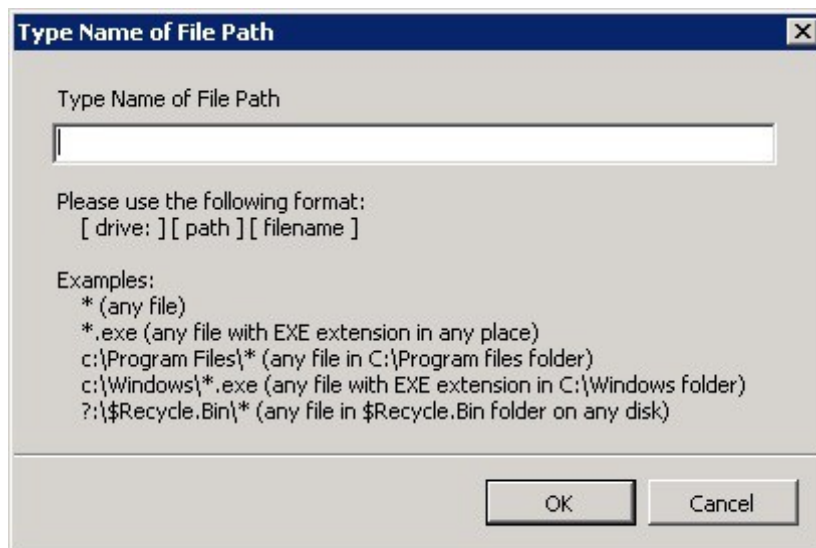 Type Name of File Path
Type Name of File Path
Please use the following format:
[ drive: ] [ path ] [ filename ]
Examples:
* (any file)
*.exe (any file with EXE extension in any place)
c:\Program Files\* (any file in C:\Program files folder)
c:\Windows\*.exe (any file with EXE extension in C:\Windows folder)
?:\$Recycle.Bin\* (any file in $Recycle.Bin folder on any disk)
OK
Cancel